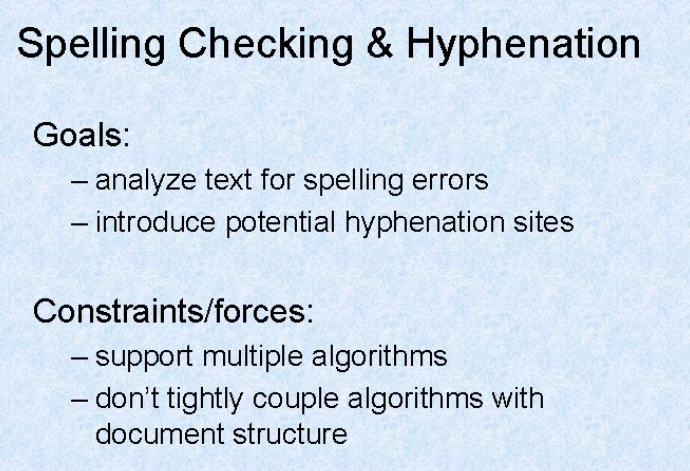 Spelling Checking & Hyphenation
Goals:
– analyze text for spelling errors
– introduce potential hyphenation sites
Constraints/forces:
– support multiple algorithms
– don't tightly couple algorithms with
document structure